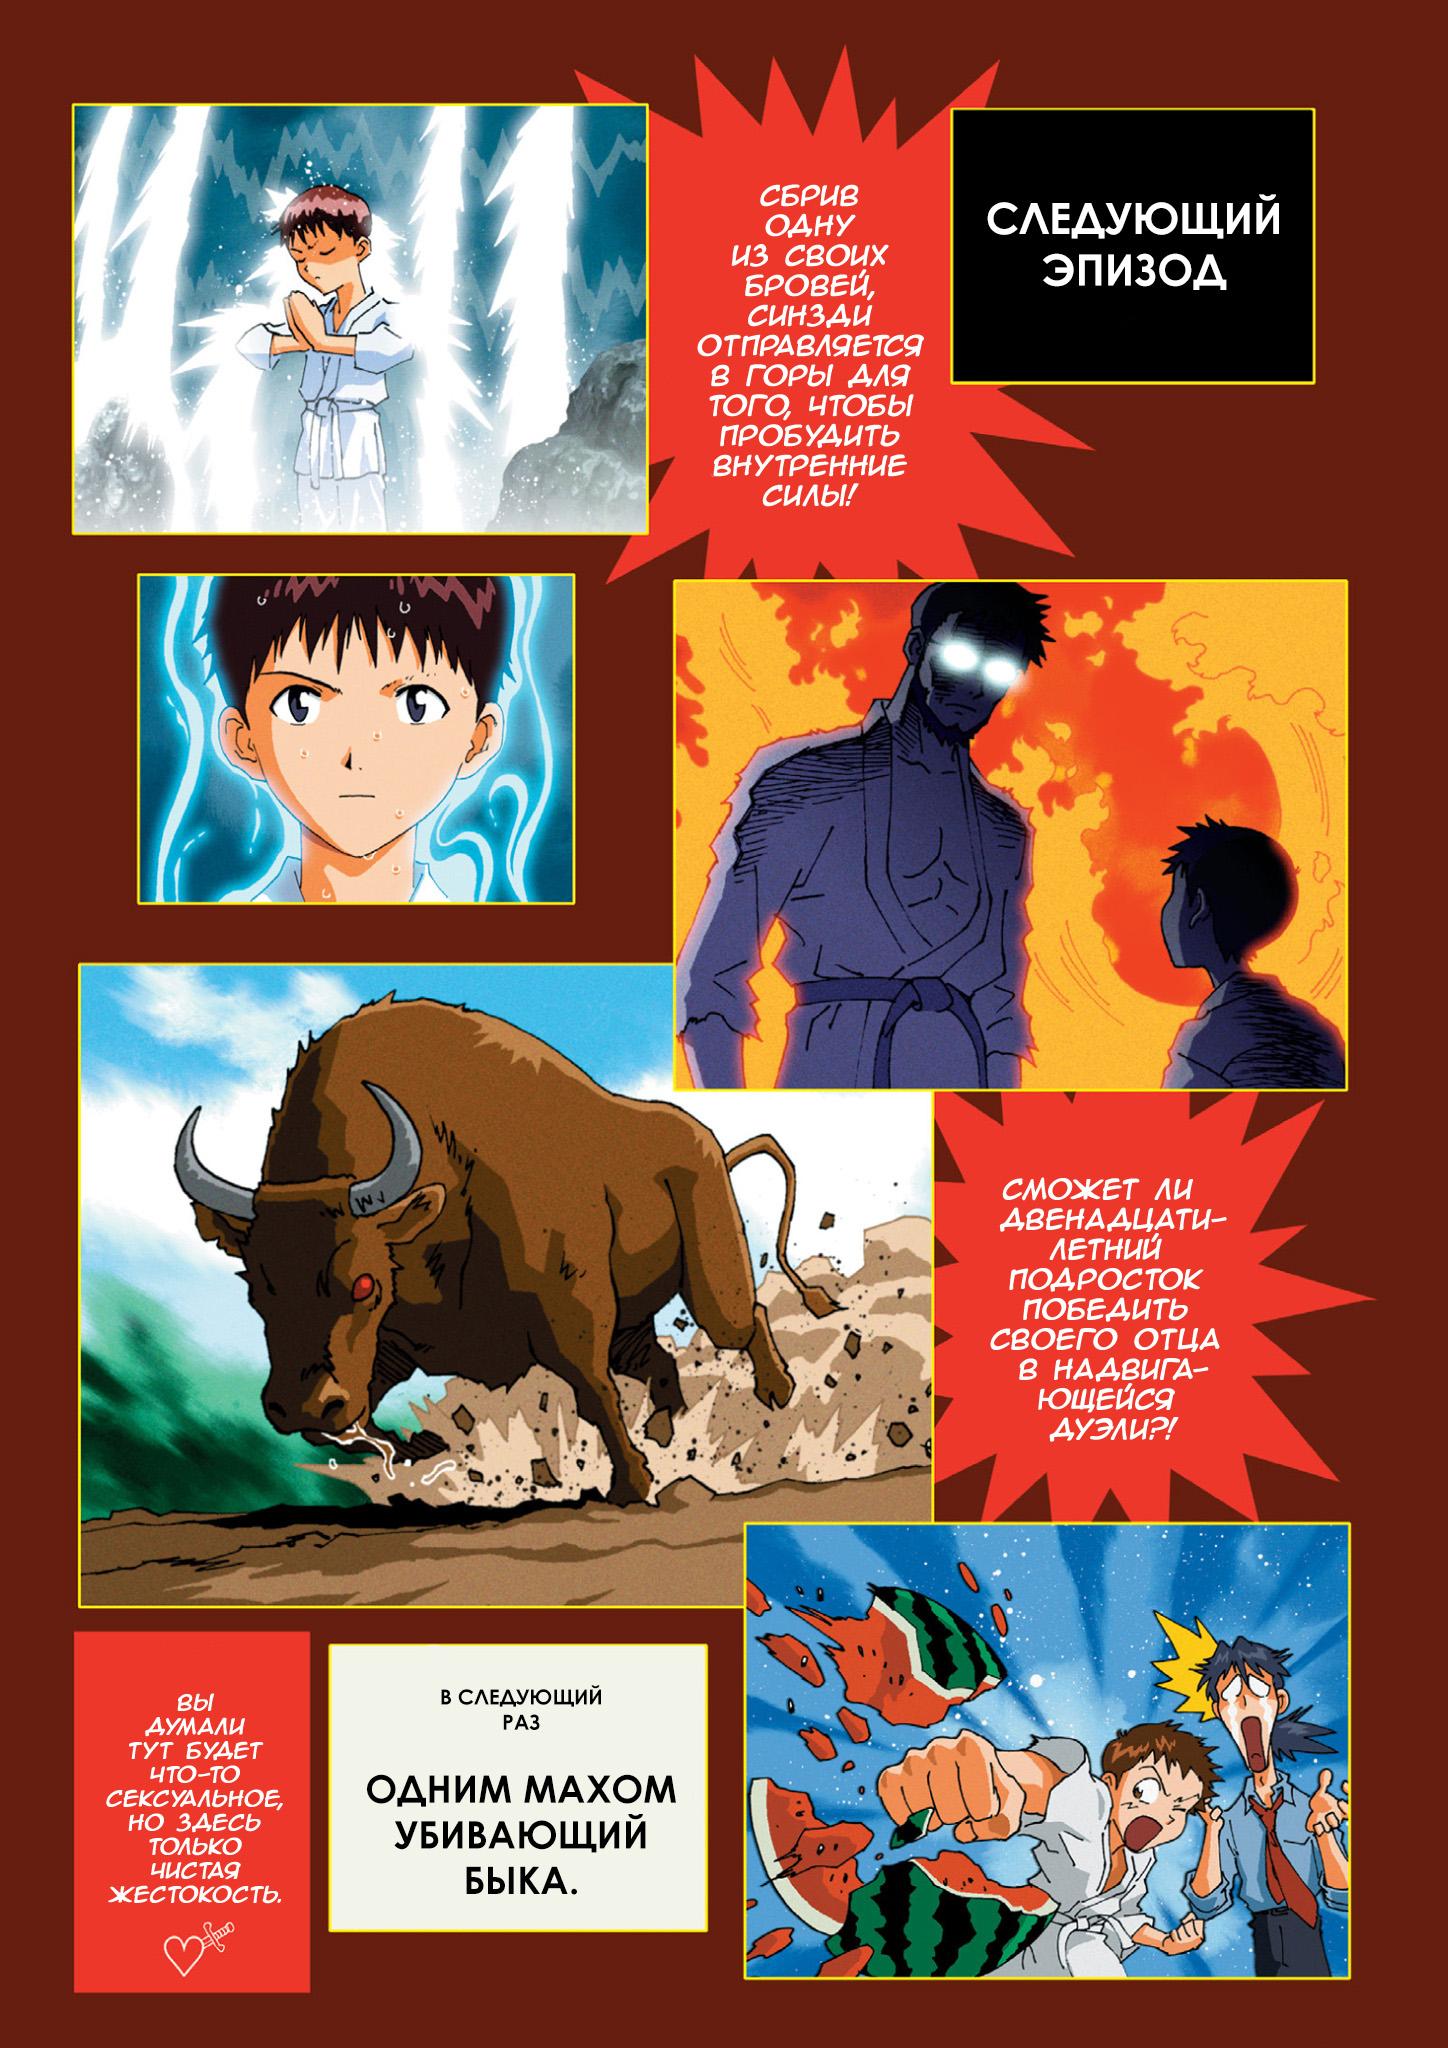 СЛЕДУЮЩИЙ
ЭПИЗОД
СБРИВ
ОДНУ
ИЗ СВОИХ
БРОВЕЙ,
СИНЗДИ
ОТПРАВЛЯЕТСЯ
В ГОРЫ ДЛЯ
ТОГО, ЧТОБЫ
ПРОБУДИТЬ
ВНУТРЕННИЕ
СИЛЫ!
СМОЖЕТ ЛИ
ДВЕНАДЦАТИ-
ЛЕТНИЙ
ПОДРОСТОК
ПОБЕДИТЬ
СВОЕГО ОТЦА
В НАДВИГА-
ЮЩЕЙСЯ
ДУЭЛИ?!
ВЫ
ДУМАЛИ
ТУТ БУДЕТ
ЧТО-ТО
СЕКСУАЛЬНОЕ,
НО ЗДЕСЬ
ТОЛЬКО
ЧИСТАЯ
ЖЕСТОКОСТЬ.
В СЛЕДУЮЩИЙ
РАЗ
ОДНИМ МАХОМ
УБИВАЮЩИЙ
БЫКА.